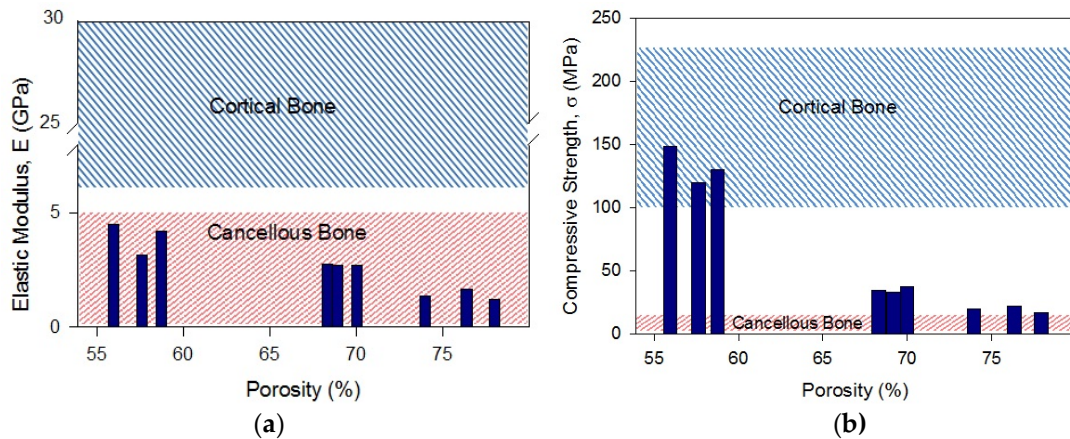 30
25
5
0
Elastic Modulus, E (GPa)
Cortical Bone
Cancellous Bone
55 60 65 70 75
Porosity (%)
(a)
250
200
150
100
50
0
Compressive Strength, σ (MPa)
Cortical Bone
Cancellous Bone
55 60 65 70 75
Porosity (%)
(b)